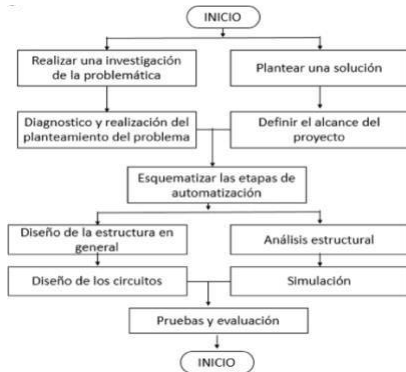 INICIO
Realizar una investigación
de la problemática
Plantear una solución
Diagnostico y realización del
planteamiento del problema
Definir el alcance del
proyecto
Esquematizar las etapas de
automatización
Diseño de la estructura en
general
Análisis estructural
Diseño de los circuitos
Simulación
Pruebas y evaluación
INICIO